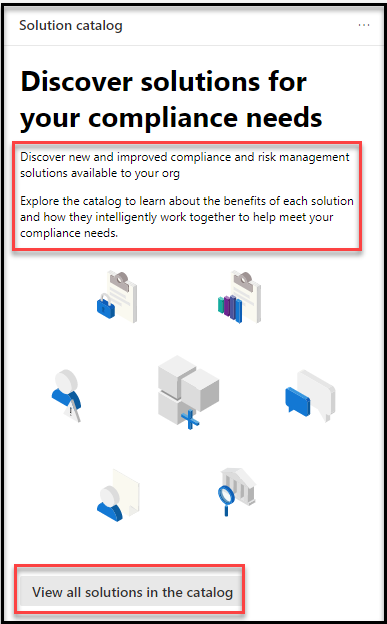 Solution catalog
Discover solutions for
your compliance needs
Discover new and improved compliance and risk management
solutions available to your org
Explore the catalog to learn about the benefits of each solution
and how they intelligently work together to help meet your
compliance needs.
View all solutions in the catalog